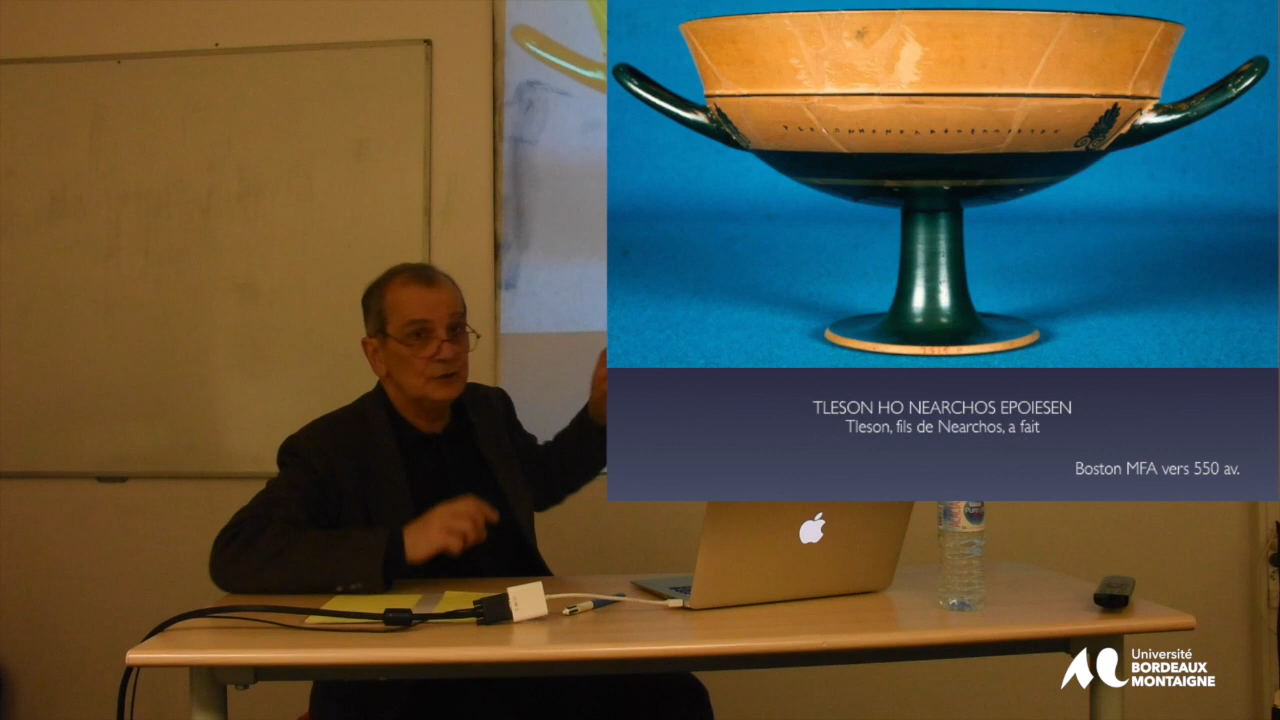 TLESON HO NEARCHOS EPOIESEN
Tleson, fils de Nearchos, a fait
Boston MFA vers 550 av.
Université
BORDEAUX
MONTAIGNE